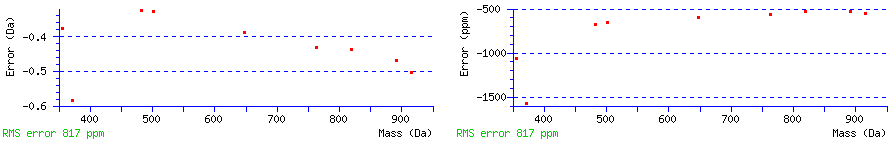 Error (Da)
-0.4
-0.5
-0.6
400 500 600 700 800 900
RMS error 817 ppm
Mass (Da)
Error (ppm)
-500
-1000
-1500
400 500 600 700 800 900
RMS error 817 ppm
Mass (Da)